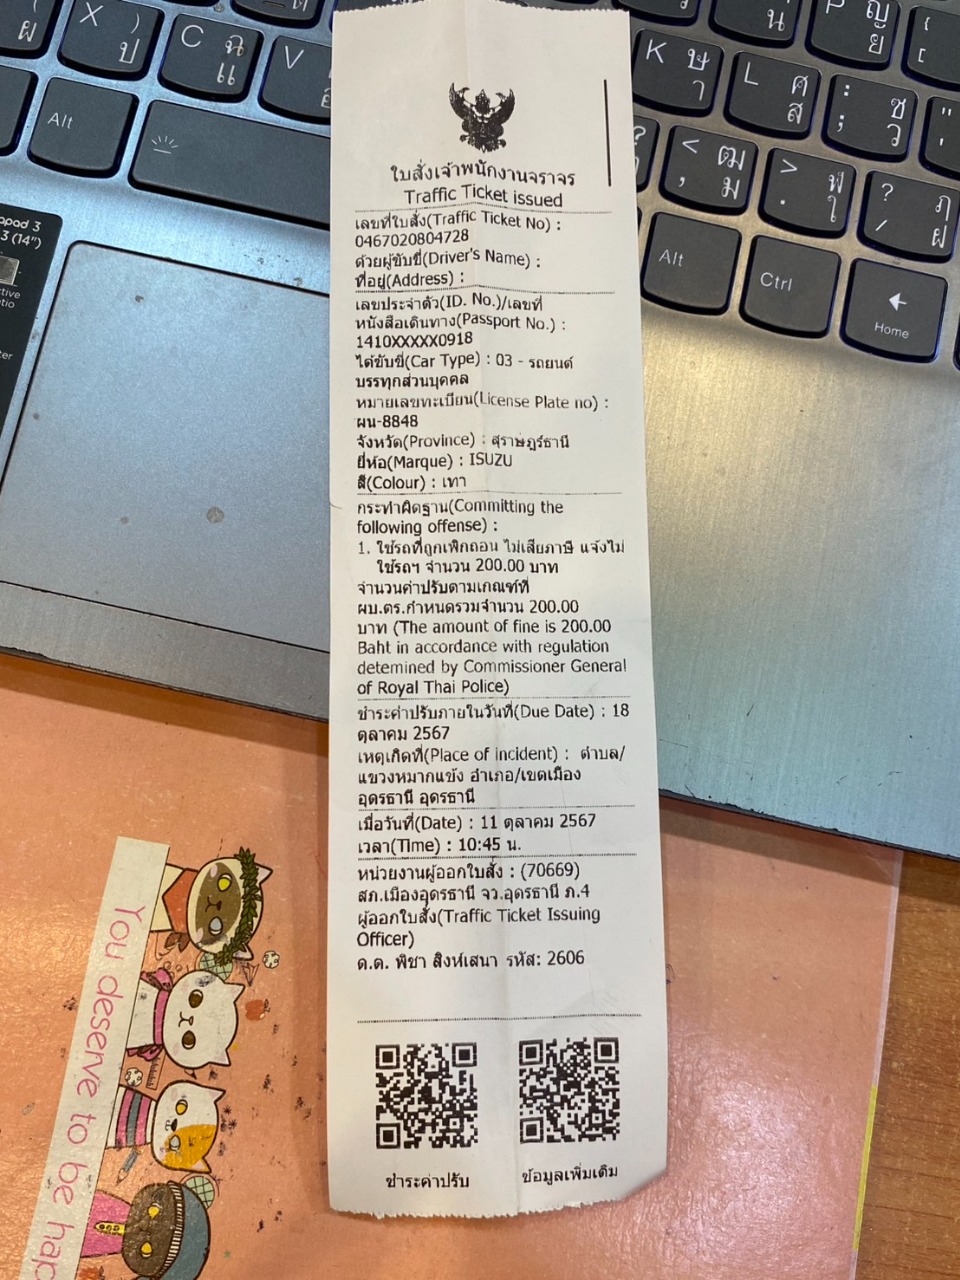 ใบสั่งเจ้าพนักงานจราจร
Traffic Ticket issued
เลขที่ใบสั่ง(Traffic Ticket No) :
0467020804728
ด้วยผู้ขับขี่(Driver's Name) :
ที่อยู่(Address) :
เลขประจำตัว(ID. No.)/เลขที่
หนังสือเดินทาง(Passport No.) :
1410XXXXX0918
ได้ขับขี่(Car Type) : 03 - รถยนต์
บรรทุกส่วนบุคคล
หมายเลขทะเบียน(License Plate no) :
ผน-8848
จังหวัด(Province) : สุราษฎร์ธานี
ยี่ห้อ(Marque) : ISUZU
สี(Colour) : เทา
กระทำผิดฐาน(Committing the
following offense) :
1. ใช้รถที่ถูกเพิกถอน ไม่เสียภาษี แจ้งไม่
ใช้รถฯ จำนวน 200.00 บาท
จำนวนค่าปรับตามเกณฑ์ที่
ผบ.ตร.กำหนดรวมจำนวน 200.00
บาท (The amount of fine is 200.00
Baht in accordance with regulation
detemined by Commissioner General
of Royal Thai Police)
ชำระค่าปรับภายในวันที่(Due Date) : 18
ตุลาคม 2567
เหตุเกิดที่(Place of incident) : ตำบล/
แขวงหมากแข้ง อำเภอ/เขตเมือง
อุดรธานี อุดรธานี
เมื่อวันที่(Date) : 11 ตุลาคม 2567
เวลา(Time) : 10:45 น.
หน่วยงานผู้ออกใบสั่ง : (70669)
สภ.เมืองอุดรธานี จว.อุดรธานี ภ.4
ผู้ออกใบสั่ง(Traffic Ticket Issuing
Officer)
ด.ต. พิชา สิงห์เสนา รหัส: 2606
ชำระค่าปรับ
ข้อมูลเพิ่มเติม
You deserve to be hap
X ป
C ฉ แ
V
Alt
K ษ า
L ศ ส
: ซ
; ว
< ฒ
, ม
> ฬ
. ใ
? ฦ
/ ฝ
P ญ ย
Alt
Ctrl
Home
3 (14")